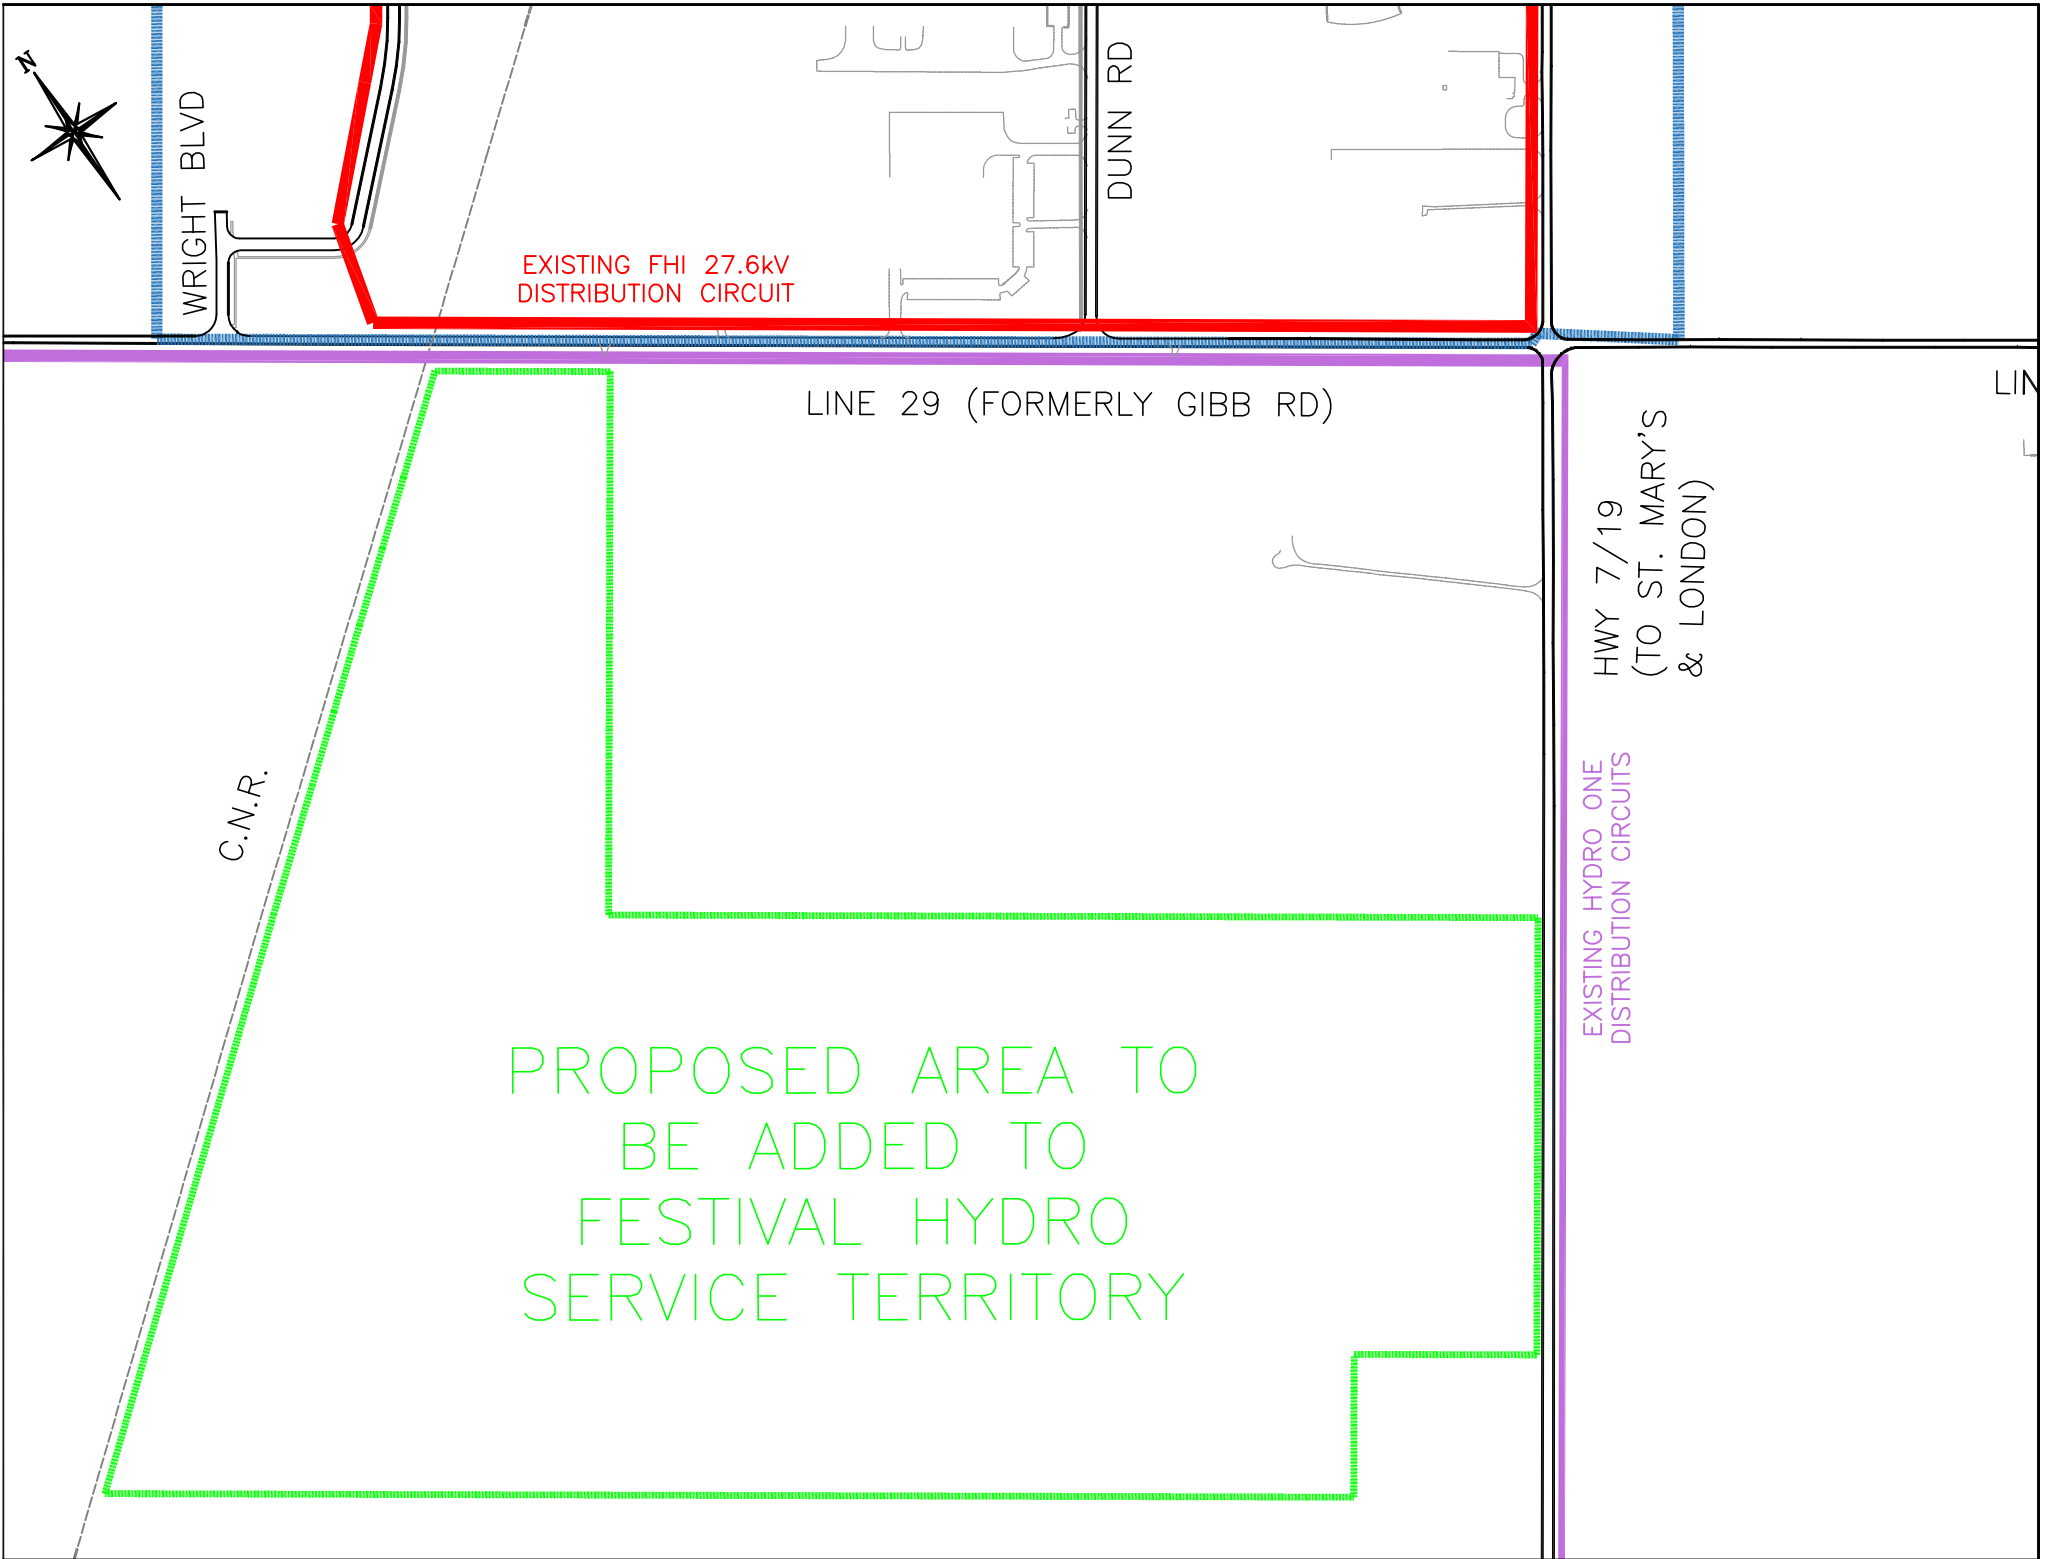 N
WRIGHT BLVD
DUNN RD
EXISTING FHI 27.6kV
DISTRIBUTION CIRCUIT
LINE 29 (FORMERLY GIBB RD)
LIN
HWY 7/19
(TO ST. MARY'S
& LONDON)
C.N.R.
EXISTING HYDRO ONE
DISTRIBUTION CIRCUITS
PROPOSED AREA TO
BE ADDED TO
FESTIVAL HYDRO
SERVICE TERRITORY